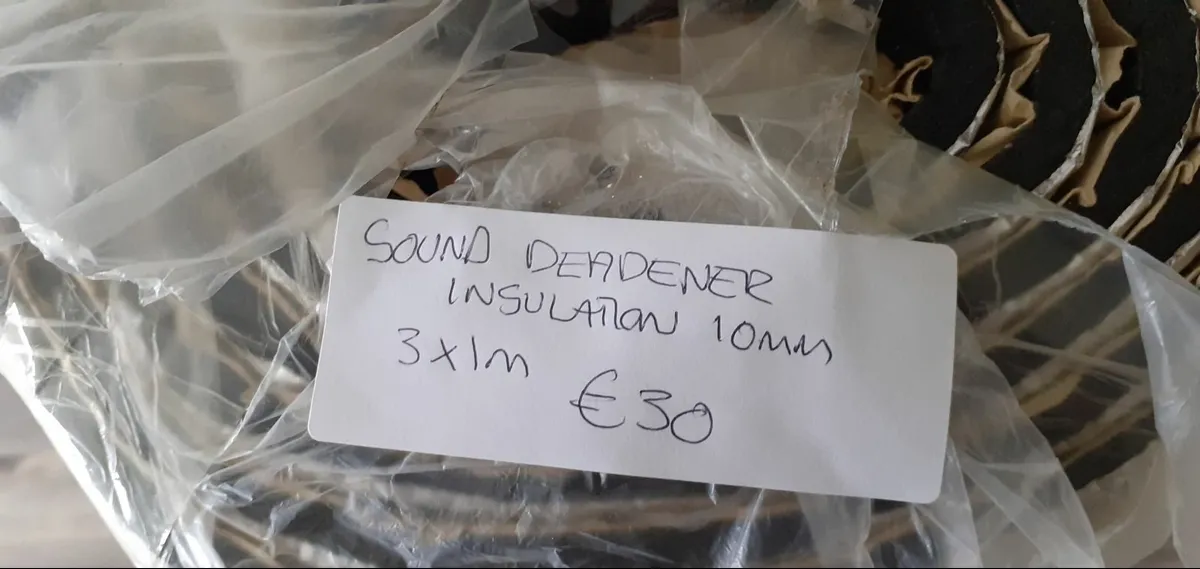 SOUND DEADENER
INSULATION 10MM
3x1m
€30